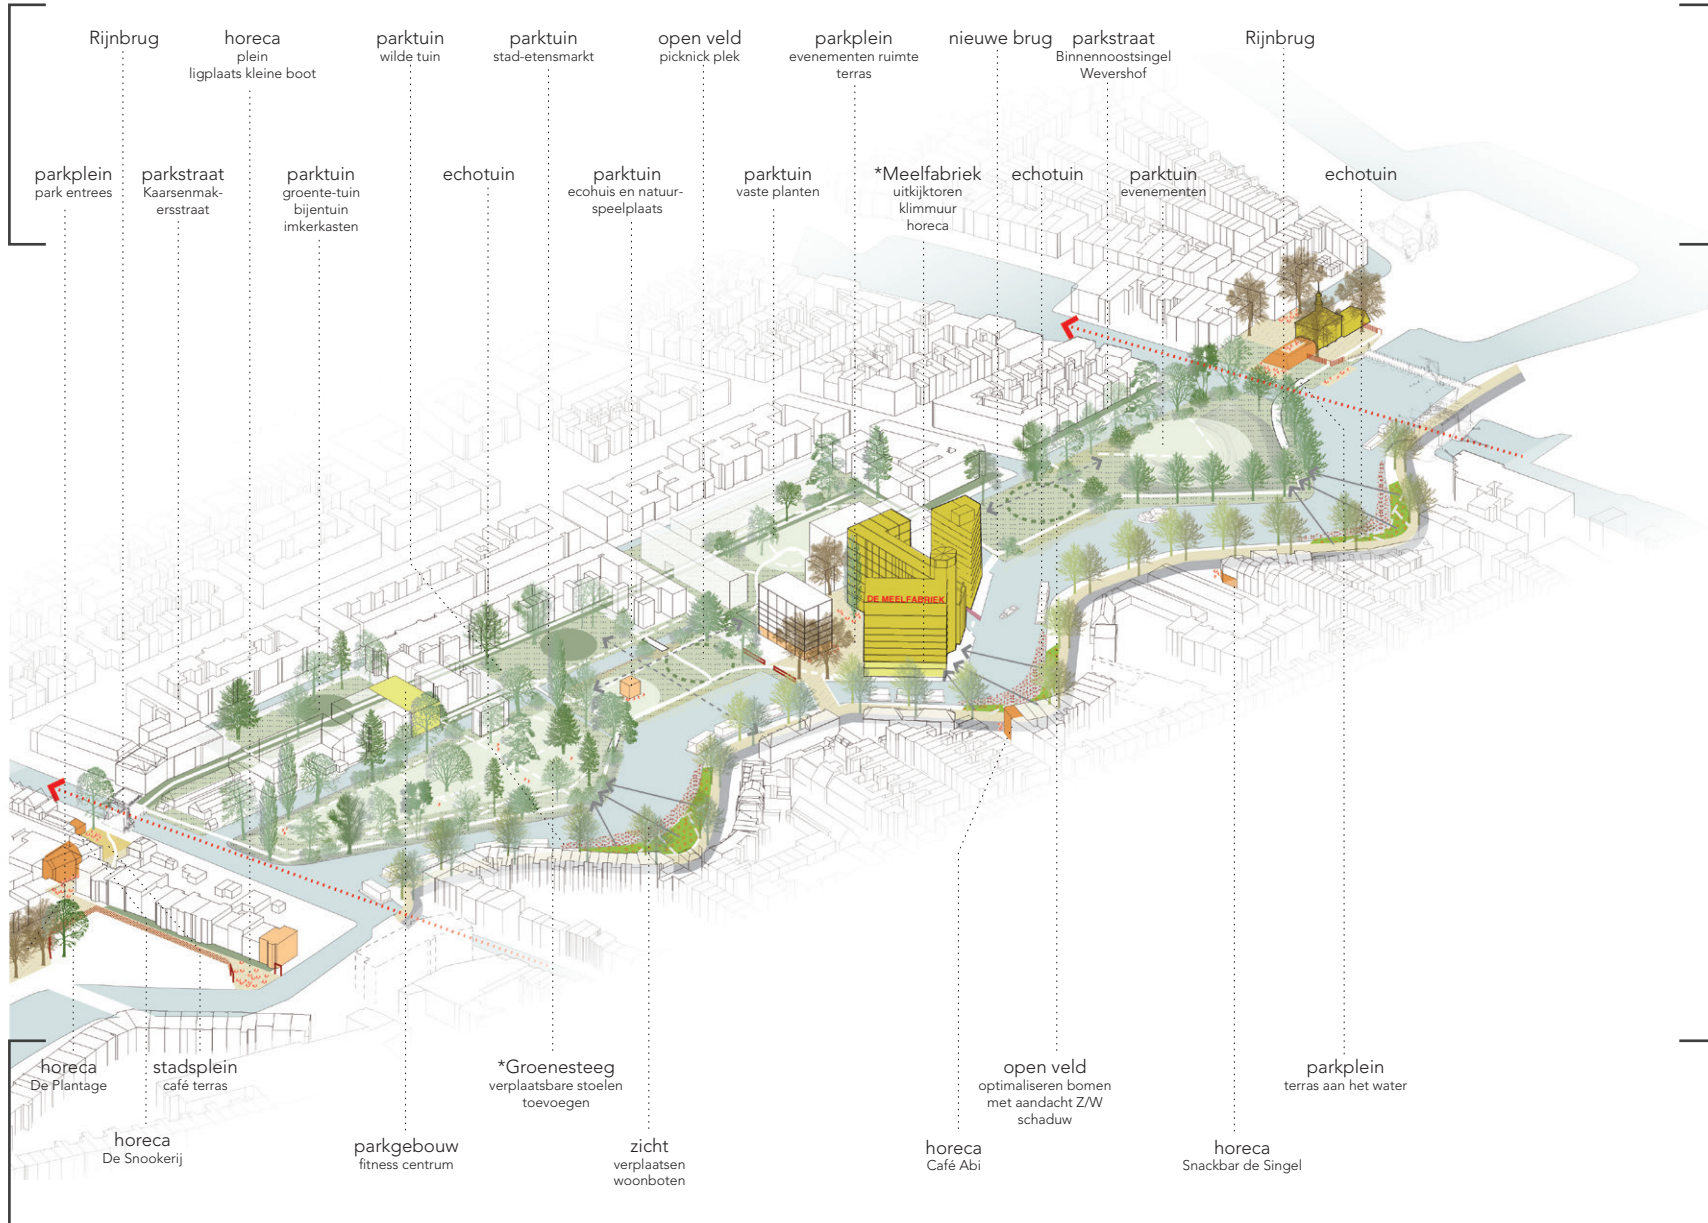 Rijnbrug
horeca
plein
ligplaats kleine boot
parktuin
wilde tuin
parktuin
stad-etensmarkt
open veld
picknick plek
parkplein
evenementen ruimte
terras
nieuwe brug
parkstraat
Binnennoostsingel
Wevershof
Rijnbrug
parkplein
park entrees
parkstraat
Kaarsenmak-
ersstraat
parktuin
groente-tuin
bijentuin
imkerkasten
echotuin
parktuin
ecohuis en natuur-
speelplaats
parktuin
vaste planten
*Meelfabriek
uitkijktoren
klimmuur
horeca
echotuin
parktuin
evenementen
echotuin
DE MEELFABRIEK
horeca
De Plantage
stadsplein
café terras
*Groenesteeg
verplaatsbare stoelen
toevoegen
open veld
optimaliseren bomen
met aandacht Z/W
schaduw
parkplein
terras aan het water
horeca
De Snookerij
parkgebouw
fitness centrum
zicht
verplaatsen
woonboten
horeca
Café Abi
horeca
Snackbar de Singel